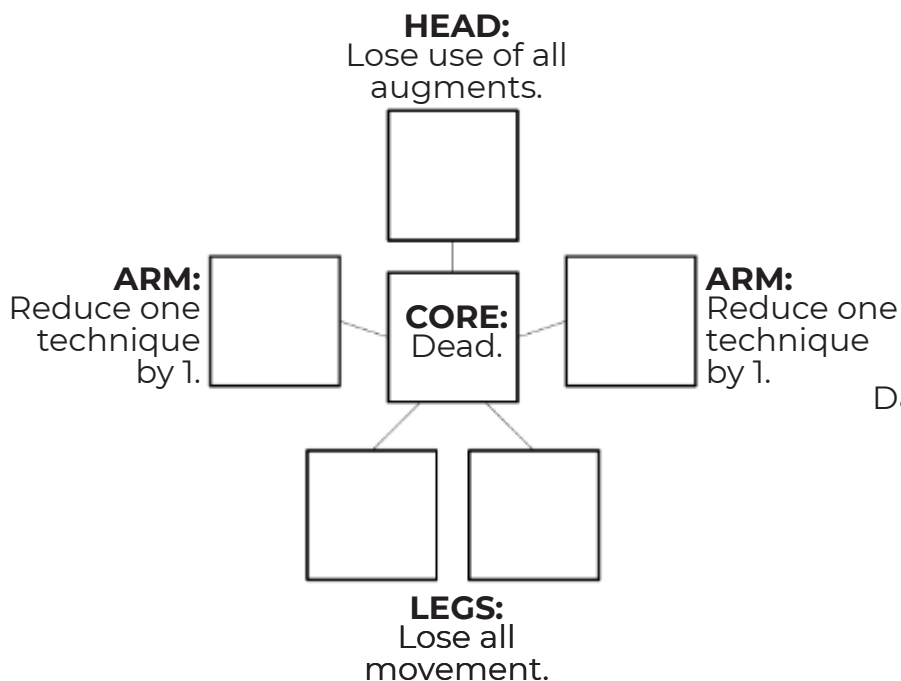 HEAD:
Lose use of all
augments.
ARM:
Reduce one
technique
by 1.
CORE:
Dead.
ARM:
Reduce one
technique
by 1.
LEGS:
Lose all
movement.